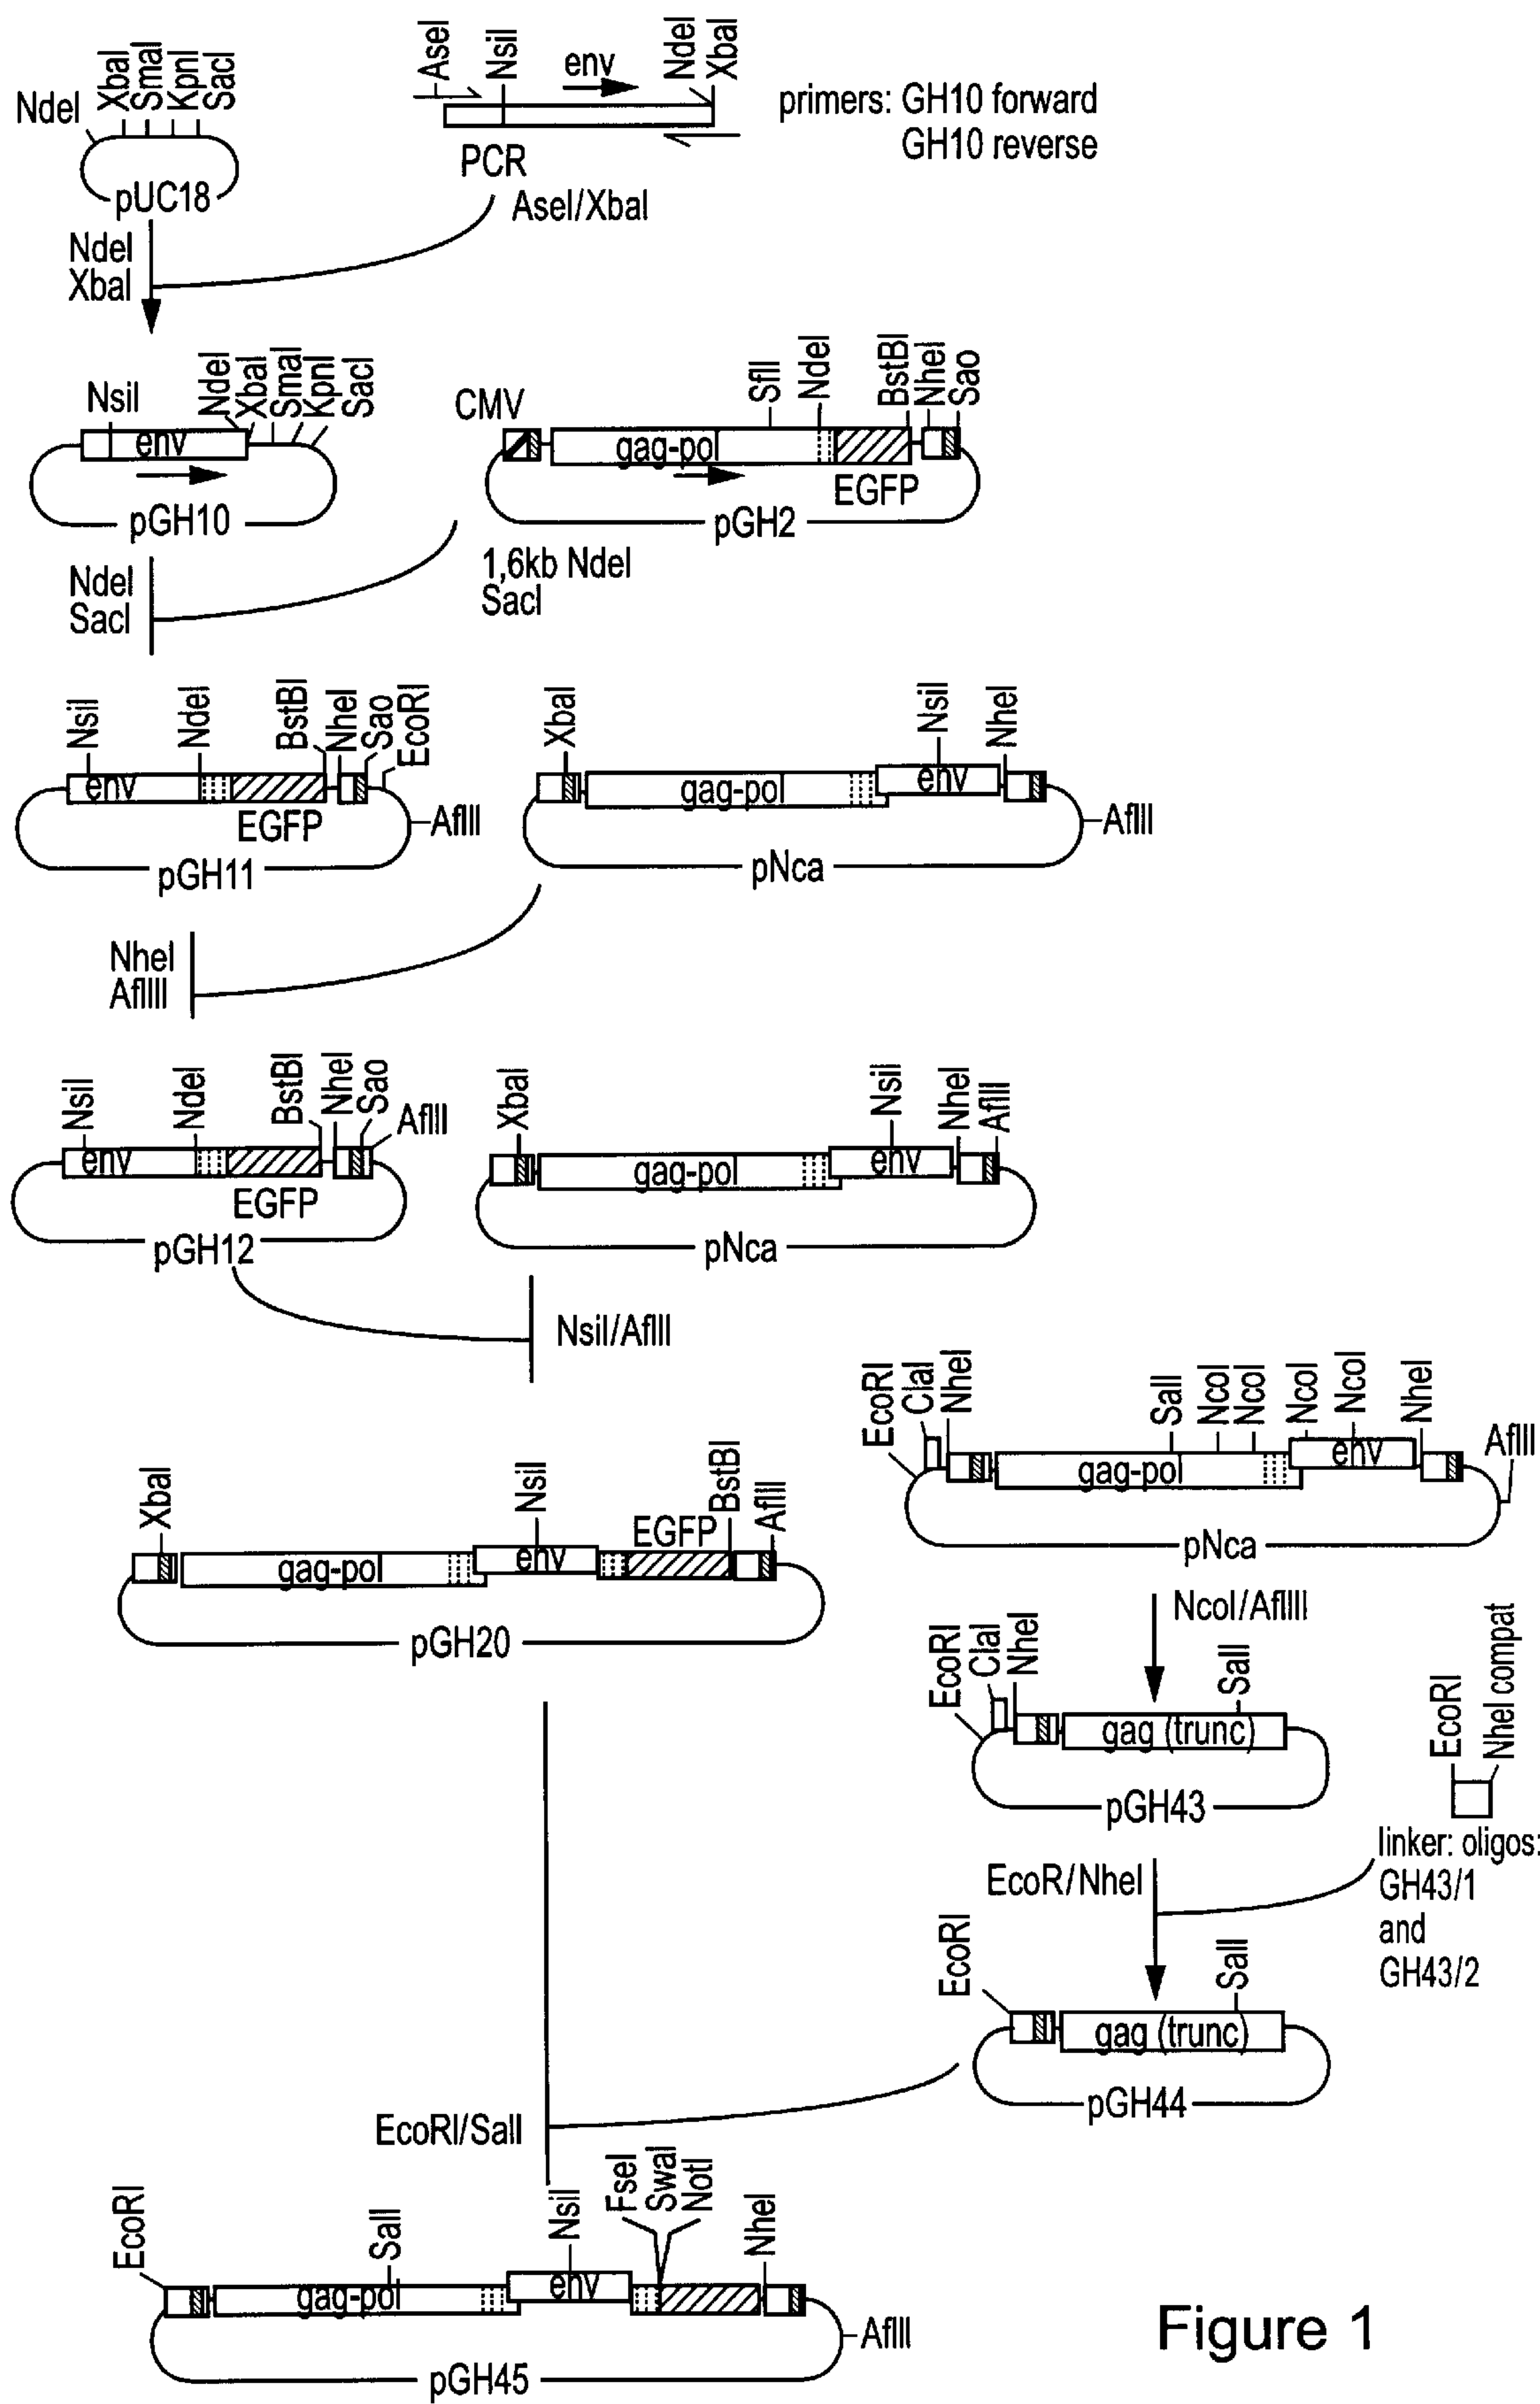 NdeI
XbaI
SmaI
KpnI
SacI
pUC18
AseI
NsiI
env
NdeI
XbaI
PCR
primers: GH10 forward
GH10 reverse
AseI/XbaI
NdeI
XbaI
NsiI
NdeI
XbaI
SmaI
KpnI
SacI
env
pGH10
CMV
SfiI
NdeI
BstBI
NheI
Sao
gag-pol
EGFP
pGH2
1,6kb NdeI
SacI
NdeI
SacI
NsiI
NdeI
BstBI
NheI
Sao
EcoRI
env
EGFP
AflII
pGH11
XbaI
NsiI
NheI
gag-pol
env
AflII
pNca
NheI
AflIII
NsiI
NdeI
BstBI
NheI
Sao
AflII
env
EGFP
pGH12
XbaI
NsiI
NheI
AflII
gag-pol
env
pNca
NsiI/AflII
XbaI
NsiI
EGFP
BstBI
AflII
gag-pol
env
pGH20
EcoRI
ClaI
NheI
SalI
NcoI
NcoI
NcoI
NcoI
NheI
AflII
gag-pol
env
pNca
NcoI/AflIII
EcoRI
ClaI
NheI
SalI
gag (trunc)
pGH43
EcoRI
NheI compat
linker: oligos:
GH43/1
and
GH43/2
EcoR/NheI
EcoRI
SalI
gag (trunc)
pGH44
EcoRI/SalI
EcoRI
SalI
NsiI
FseI
SwaI
NotI
NheI
gag-pol
env
AflII
pGH45
Figure 1